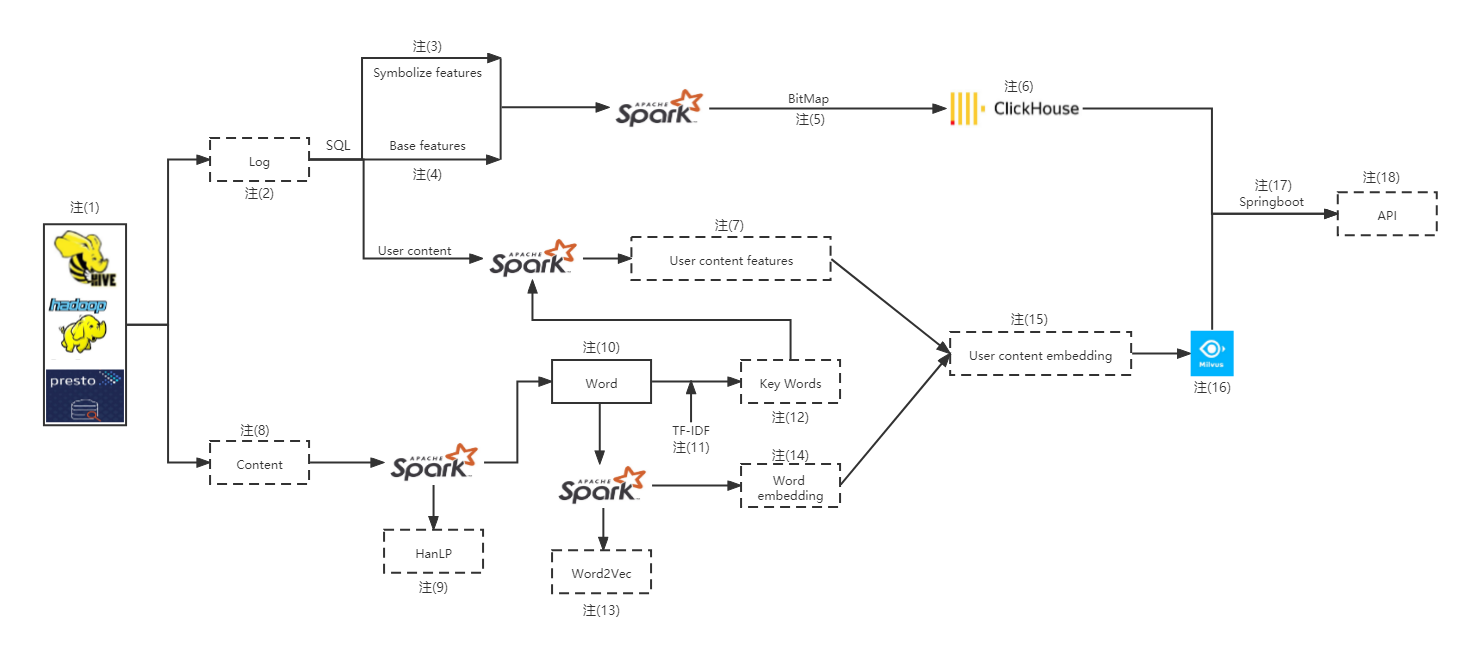 注(3)
Symbolize features
SQL
Base features
注(4)
Log
注(2)
User content
注(1)
HIVE
hadoop
presto
APACHE
Spark
BitMap
注(5)
注(6)
ClickHouse
APACHE
Spark
注(7)
User content features
注(17)
Springboot
注(18)
API
注(8)
Content
APACHE
Spark
HanLP
注(9)
注(10)
Word
TF-IDF
注(11)
Key Words
注(12)
APACHE
Spark
Word2Vec
注(13)
注(14)
Word
embedding
注(15)
User content embedding
Milvus
注(16)